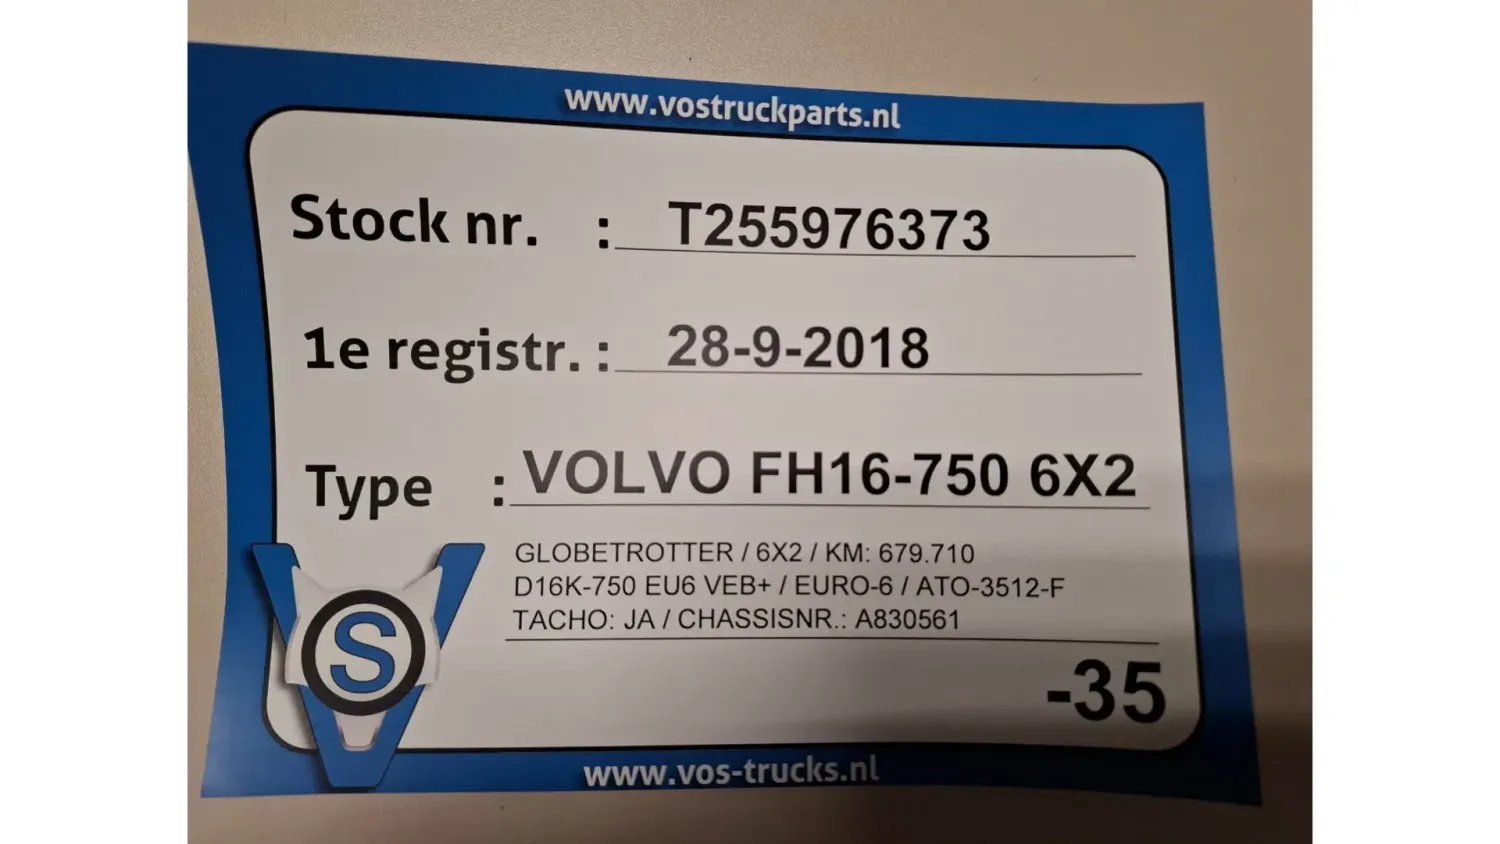 www.vostruckparts.nl
Stock nr. : T255976373
1e registr. : 28-9-2018
Type : VOLVO FH16-750 6X2
GLOBETROTTER / 6X2 / KM: 679.710
D16K-750 EU6 VEB+ / EURO-6 / ATO-3512-F
TACHO: JA / CHASSISNR.: A830561
S
-35
www.vos-trucks.nl